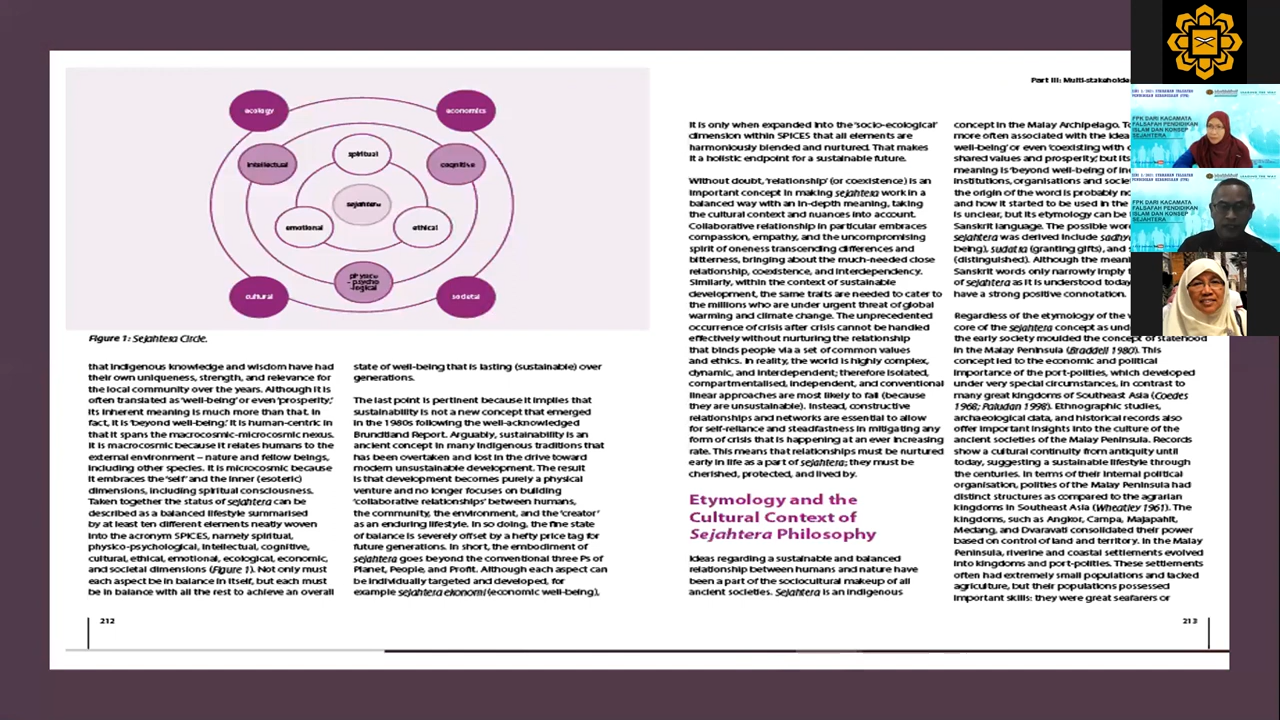 ecology
economics
spiritual
intellectual
cognitive
sejahtera
emotional
ethical
physico
- psycho
-logical
cultural
societal
Figure 1: Sejahtera Circle.
that indigenous knowledge and wisdom have had
their own uniqueness, strength, and relevance for
the local community over the years. Although it is
often translated as 'well-being' or even 'prosperity,'
its inherent meaning is much more than that. In
fact, it is 'beyond well-being.' It is human-centric in
that it spans the macrocosmic-microcosmic nexus.
It is macrocosmic because it relates humans to the
external environment – nature and fellow beings,
including other species. It is microcosmic because
it embraces the 'self' and the inner (esoteric)
dimensions, including spiritual consciousness.
Taken together the status of sejahtera can be
described as a balanced lifestyle summarised
by at least ten different elements neatly woven
into the acronym SPICES, namely spiritual,
physico-psychological, intellectual, cognitive,
cultural, ethical, emotional, ecological, economic,
and societal dimensions (Figure 1). Not only must
each aspect be in balance in itself, but each must
be in balance with all the rest to achieve an overall
212
state of well-being that is lasting (sustainable) over
generations.
The last point is pertinent because it implies that
sustainability is not a new concept that emerged
in the 1980s following the well-acknowledged
Brundtland Report. Arguably, sustainability is an
ancient concept in many indigenous traditions that
has been overtaken and lost in the drive toward
modern unsustainable development. The result
is that development becomes purely a physical
venture and no longer focuses on building
'collaborative relationships' between humans,
the community, the environment, and the 'creator'
as an enduring lifestyle. In so doing, the fine state
of balance is severely offset by a hefty price tag for
future generations. In short, the embodiment of
sejahtera goes beyond the conventional three Ps of
Planet, People, and Profit. Although each aspect can
be individually targeted and developed, for
example sejahtera ekonomi (economic well-being),
Part III: Multi-stakeholde
it is only when expanded into the 'socio-ecological'
dimension within SPICES that all elements are
harmoniously blended and nurtured. That makes
it a holistic endpoint for a sustainable future.
Without doubt, 'relationship' (or coexistence) is an
important concept in making sejahtera work in a
balanced way with an in-depth meaning, taking
the cultural context and nuances into account.
Collaborative relationship in particular embraces
compassion, empathy, and the uncompromising
spirit of oneness transcending differences and
bitterness, bringing about the much-needed close
relationship, coexistence, and interdependency.
Similarly, within the context of sustainable
development, the same traits are needed to cater to
the millions who are under urgent threat of global
warming and climate change. The unprecedented
occurrence of crisis after crisis cannot be handled
effectively without nurturing the relationship
that binds people via a set of common values
and ethics. In reality, the world is highly complex,
dynamic, and interdependent; therefore isolated,
compartmentalised, independent, and conventional
linear approaches are most likely to fail (because
they are unsustainable). Instead, constructive
relationships and networks are essential to allow
for self-reliance and steadfastness in mitigating any
form of crisis that is happening at an ever increasing
rate. This means that relationships must be nurtured
early in life as a part of sejahtera; they must be
cherished, protected, and lived by.
Etymology and the
Cultural Context of
Sejahtera Philosophy
Ideas regarding a sustainable and balanced
relationship between humans and nature have
been a part of the sociocultural makeup of all
ancient societies. Sejahtera is an indigenous
concept in the Malay Archipelago. To
more often associated with the idea
well-being' or even 'coexisting with
shared values and prosperity,' but its
meaning is 'beyond well-being of in
institutions, organisations and socie
the origin of the word is probably no
and how it started to be used in the
is unclear, but its etymology can be
Sanskrit language. The possible wor
sejahtera was derived include sadhy
being), sudatra (granting gifts), and
(distinguished). Although the meani
Sanskrit words only narrowly imply t
of sejahtera as it is understood today
have a strong positive connotation.
Regardless of the etymology of the w
core of the sejahtera concept as und
the early society moulded the concept of statehood
in the Malay Peninsula (Braddell 1980). This
concept led to the economic and political
importance of the port-polities, which developed
under very special circumstances, in contrast to
many great kingdoms of Southeast Asia (Coedes
1968; Paludan 1998). Ethnographic studies,
archaeological data, and historical records also
offer important insights into the culture of the
ancient societies of the Malay Peninsula. Records
show a cultural continuity from antiquity until
today, suggesting a sustainable lifestyle through
the centuries. In terms of their internal political
organisation, polities of the Malay Peninsula had
distinct structures as compared to the agrarian
kingdoms in Southeast Asia (Wheatley 1961). The
kingdoms, such as Angkor, Campa, Majapahit,
Medang, and Dvaravati consolidated their power
based on control of land and territory. In the Malay
Peninsula, riverine and coastal settlements evolved
into kingdoms and port-polities. These settlements
often had extremely small populations and lacked
agriculture, but their populations possessed
important skills: they were great seafarers or
213
FPK DARI KACAMATA
FALSAFAH PENDIDIKAN
ISLAM DAN KONSEP
SEJAHTERA
FPK DARI KACAMATA
FALSAFAH PENDIDIKAN
ISLAM DAN KONSEP
SEJAHTERA